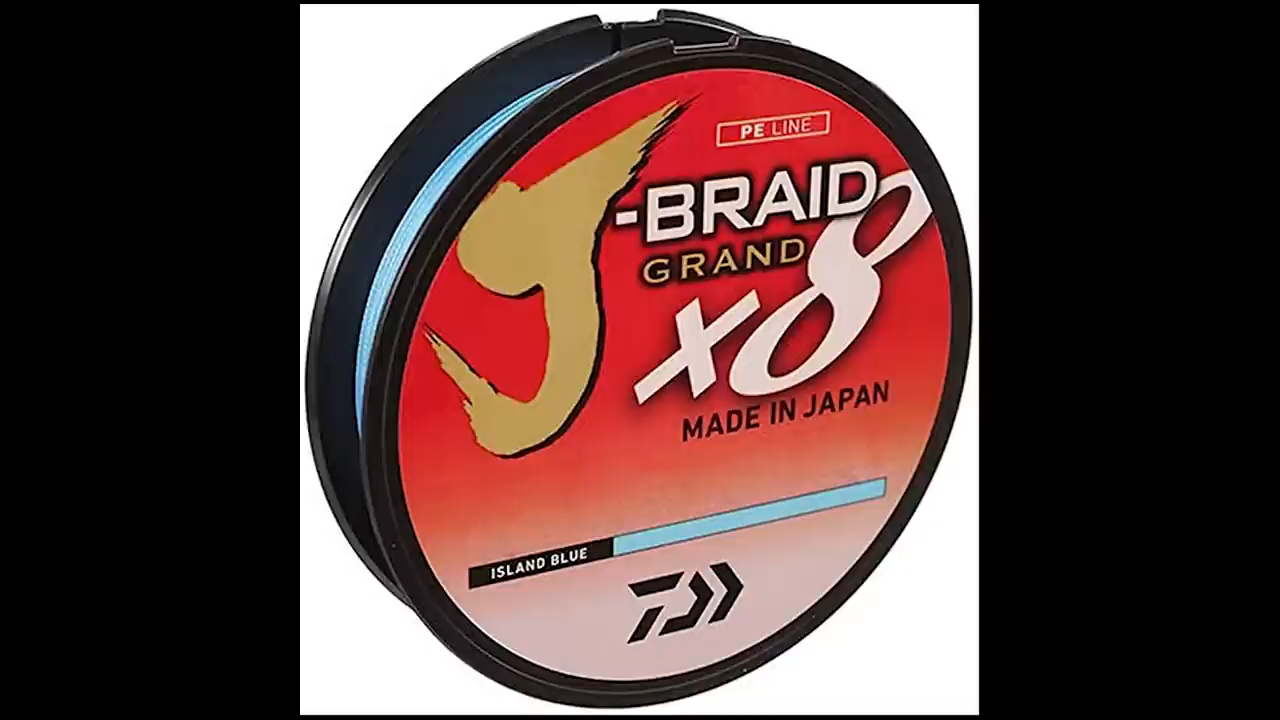 PE LINE
J-BRAID
GRAND
x8
MADE IN JAPAN
ISLAND BLUE